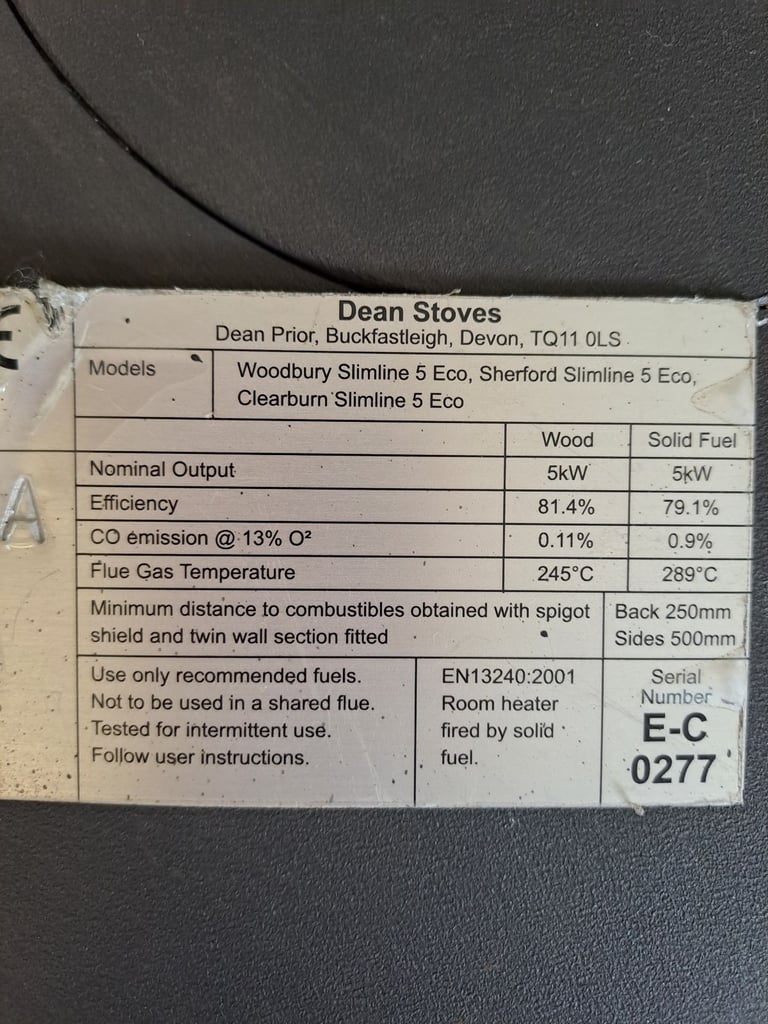 Dean Stoves
Dean Prior, Buckfastleigh, Devon, TQ11 0LS
Models
Woodbury Slimline 5 Eco, Sherford Slimline 5 Eco,
Clearburn Slimline 5 Eco
Wood Solid Fuel
Nominal Output 5kW 5kW
Efficiency 81.4% 79.1%
CO emission @ 13% O² 0.11% 0.9%
Flue Gas Temperature 245°C 289°C
Minimum distance to combustibles obtained with spigot
shield and twin wall section fitted
Back 250mm
Sides 500mm
Use only recommended fuels.
Not to be used in a shared flue.
Tested for intermittent use.
Follow user instructions.
EN13240:2001
Room heater
fired by solid
fuel.
Serial
Number
E-C
0277
A